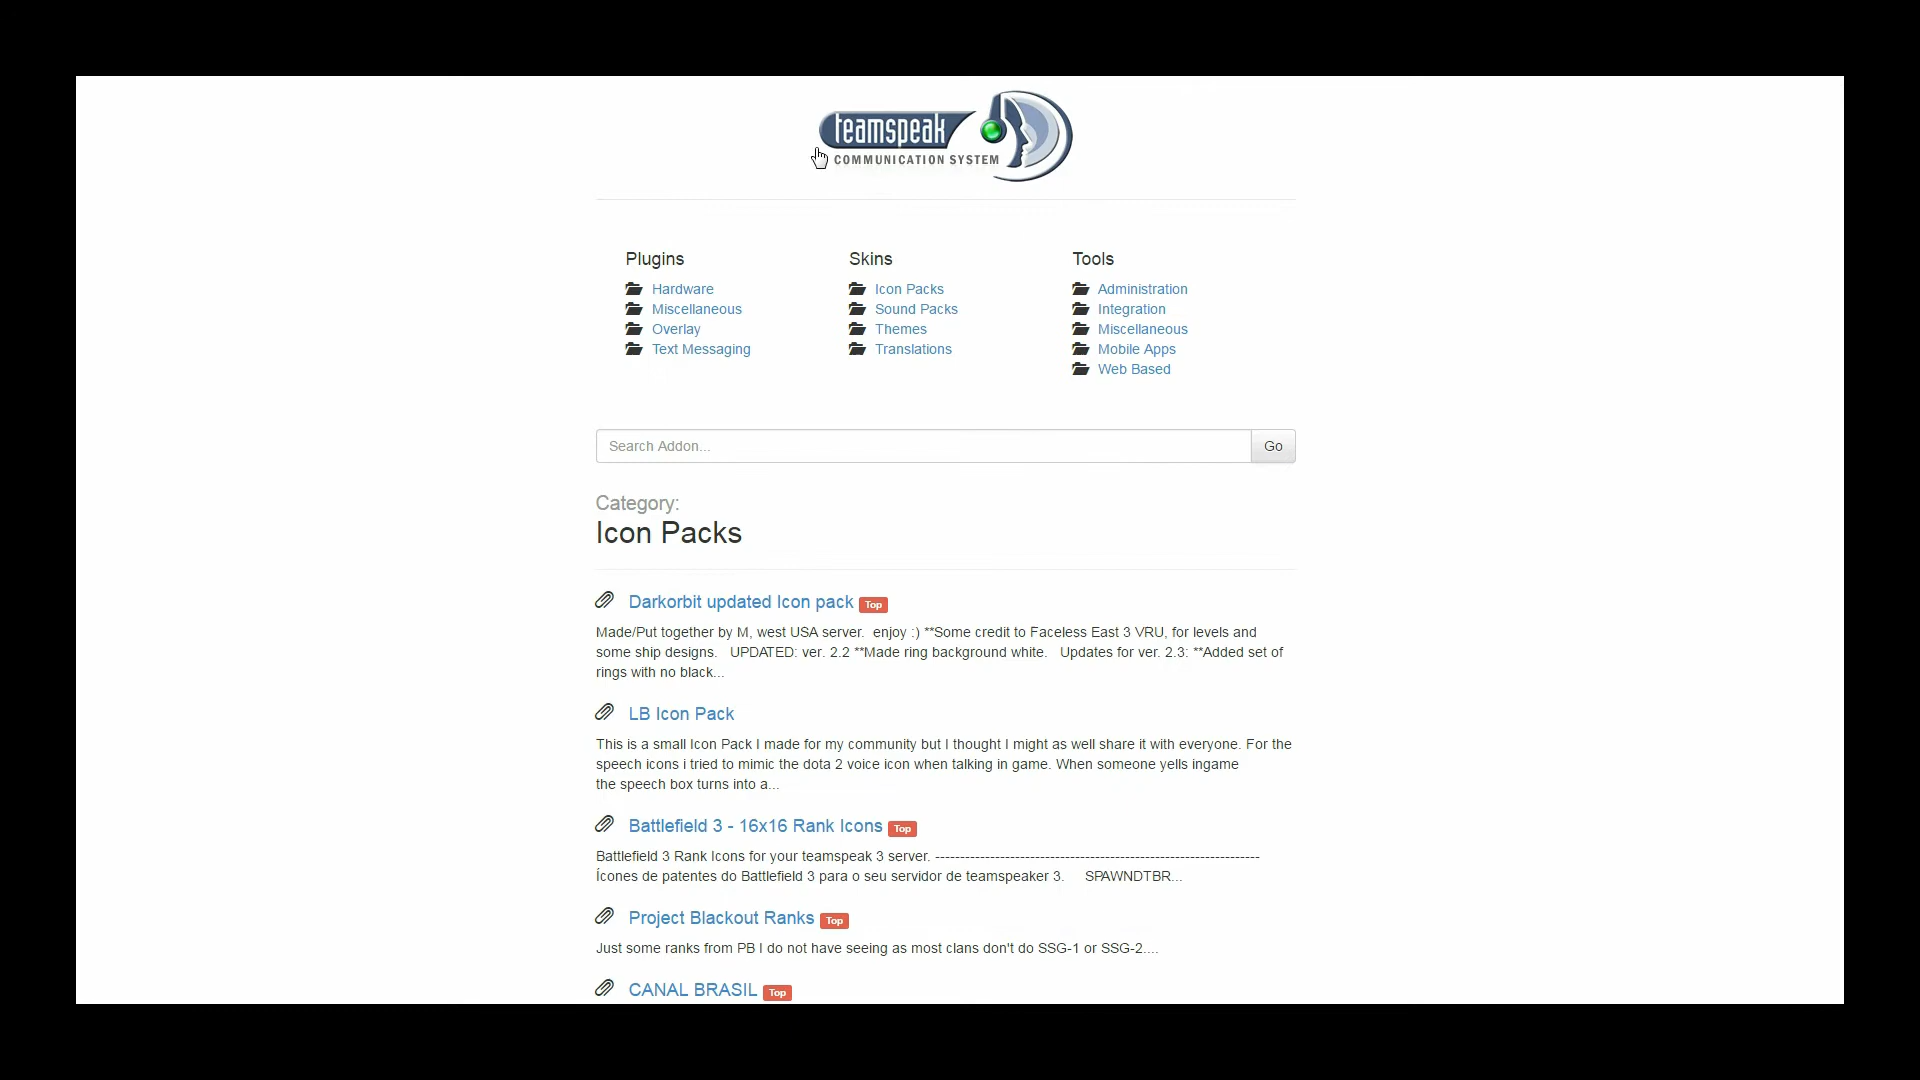 teamspeak
COMMUNICATION SYSTEM
Plugins
Hardware
Miscellaneous
Overlay
Text Messaging
Skins
Icon Packs
Sound Packs
Themes
Translations
Tools
Administration
Integration
Miscellaneous
Mobile Apps
Web Based
Search Addon...
Go
Category:
Icon Packs
Darkorbit updated Icon pack Top
Made/Put together by M, west USA server.  enjoy :) **Some credit to Faceless East 3 VRU, for levels and
some ship designs.   UPDATED: ver. 2.2 **Made ring background white.   Updates for ver. 2.3: **Added set of
rings with no black...
LB Icon Pack
This is a small Icon Pack I made for my community but I thought I might as well share it with everyone. For the
speech icons i tried to mimic the dota 2 voice icon when talking in game. When someone yells ingame
the speech box turns into a...
Battlefield 3 - 16x16 Rank Icons Top
Battlefield 3 Rank Icons for your teamspeak 3 server. -----------------------------------------------------------------
Ícones de patentes do Battlefield 3 para o seu servidor de teamspeaker 3.     SPAWNDTBR...
Project Blackout Ranks Top
Just some ranks from PB I do not have seeing as most clans don't do SSG-1 or SSG-2....
CANAL BRASIL Top